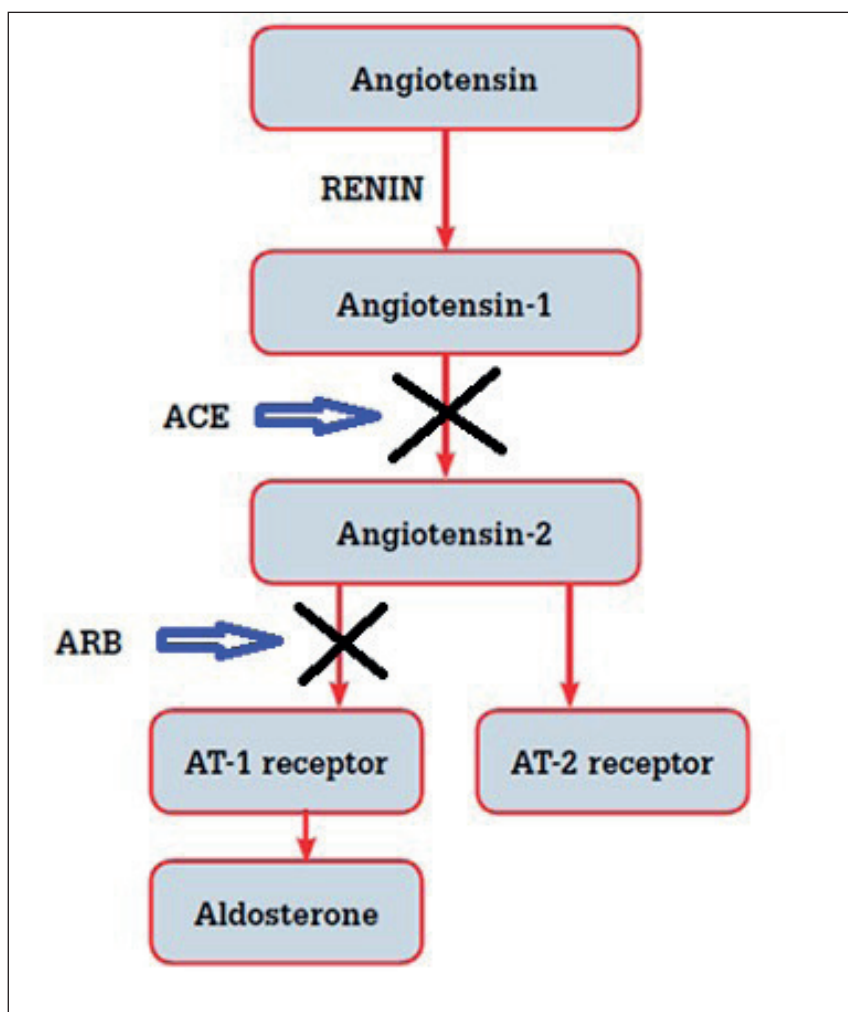 Angiotensin
RENIN
Angiotensin-1
ACE
Angiotensin-2
ARB
AT-1 receptor
AT-2 receptor
Aldosterone